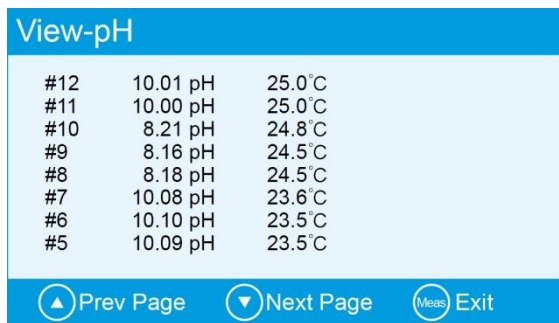 View-pH
#12 10.01 pH 25.0°C
#11 10.00 pH 25.0°C
#10 8.21 pH 24.8°C
#9 8.16 pH 24.5°C
#8 8.18 pH 24.5°C
#7 10.08 pH 23.6°C
#6 10.10 pH 23.5°C
#5 10.09 pH 23.5°C
Prev Page Next Page Meas Exit